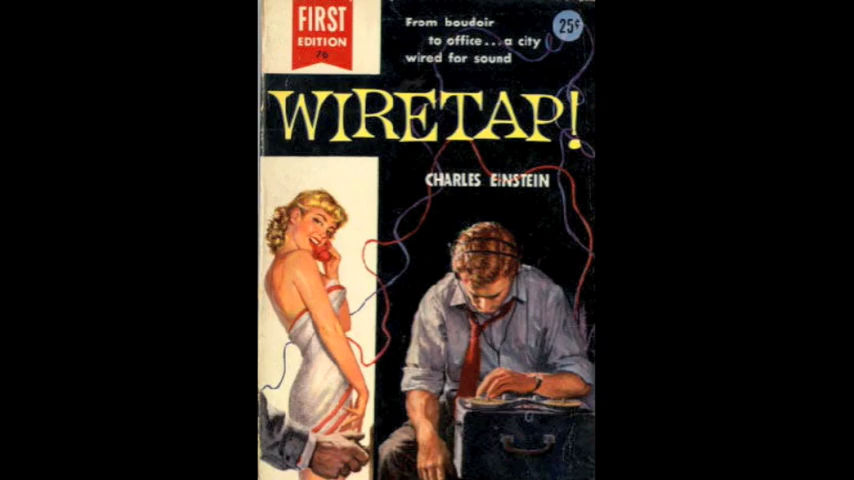 FIRST
EDITION
76
From boudoir
to office...a city
wired for sound
25¢
WIRETAP!
CHARLES EINSTEIN